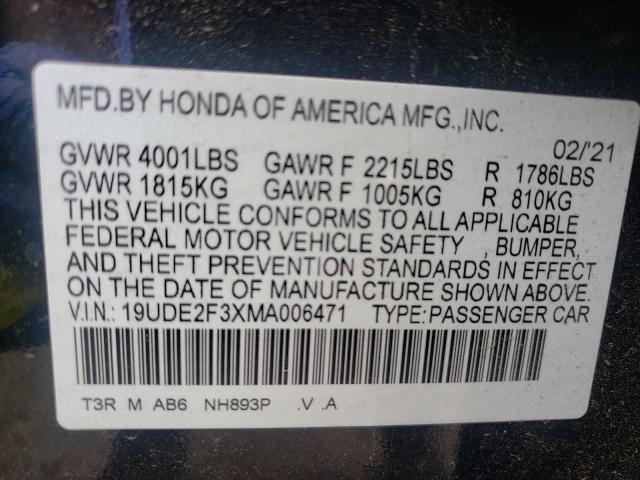 MFD.BY HONDA OF AMERICA MFG.,INC.
02/'21
GVWR 4001LBS GAWR F 2215LBS R 1786LBS
GVWR 1815KG GAWR F 1005KG R 810KG
THIS VEHICLE CONFORMS TO ALL APPLICABLE
FEDERAL MOTOR VEHICLE SAFETY , BUMPER,
AND THEFT PREVENTION STANDARDS IN EFFECT
ON THE DATE OF MANUFACTURE SHOWN ABOVE.
V.I.N.: 19UDE2F3XMA006471 TYPE:PASSENGER CAR
T3R M AB6 NH893P .V .A